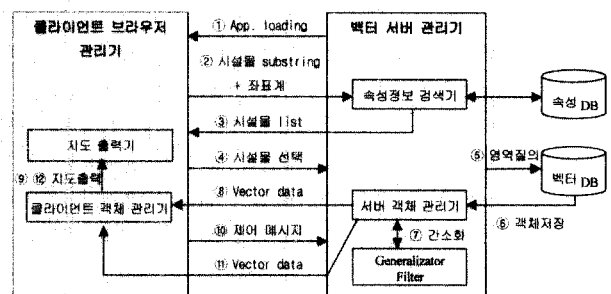 클라이언트 브라우저
관리기
① App. loading
벡터 서버 관리기
② 시설물 substring
+ 좌표계
속성정보 검색기
속성 DB
③ 시설물 list
지도 출력기
④ 시설물 선택
⑤ 영역질의
⑨ ⑫ 지도출력
벡터 DB
⑧ Vector data
클라이언트 객체 관리기
서버 객체 관리기
⑥ 객체저장
⑩ 제어 메시지
⑦ 간소화
⑪ Vector data
Generalizator
Filter